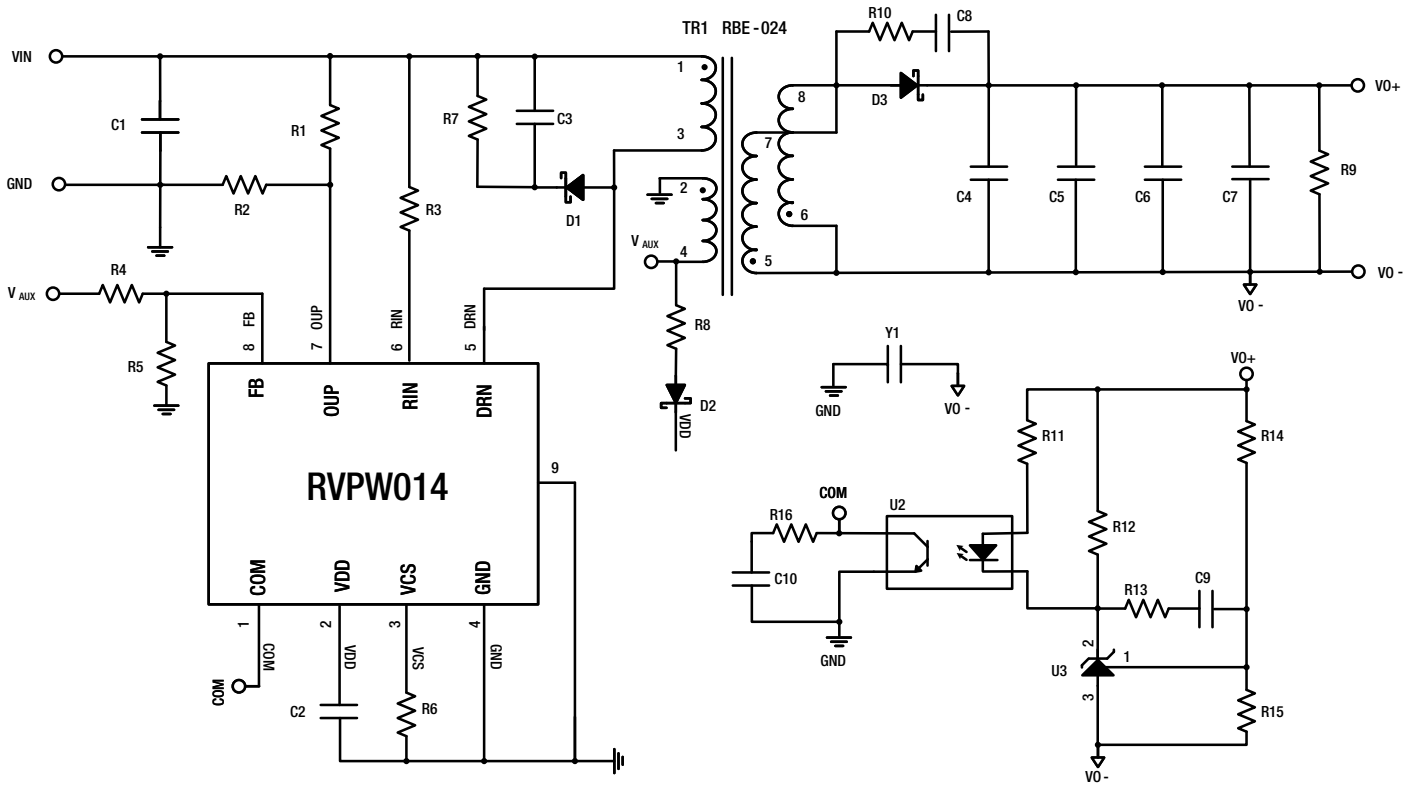 TR1 RBE-024
R10
C8
VIN
1
8
D3
VO+
C1
R1
R7
C3
3
7
GND
R2
R3
D1
2
6
C4
C5
C6
C7
R9
V AUX
4
5
VO -
R4
V AUX
FB
OUP
RIN
DRN
R8
VO -
R5
8
7
6
5
Y1
VO+
FB
OUP
RIN
DRN
D2
VDD
GND
VO -
R11
R14
9
RVPW014
COM
U2
R16
R12
COM
VDD
VCS
GND
C10
R13
C9
1
2
3
4
COM
VDD
VCS
GND
GND
2
1
U3
3
COM
C2
R6
R15
VO -